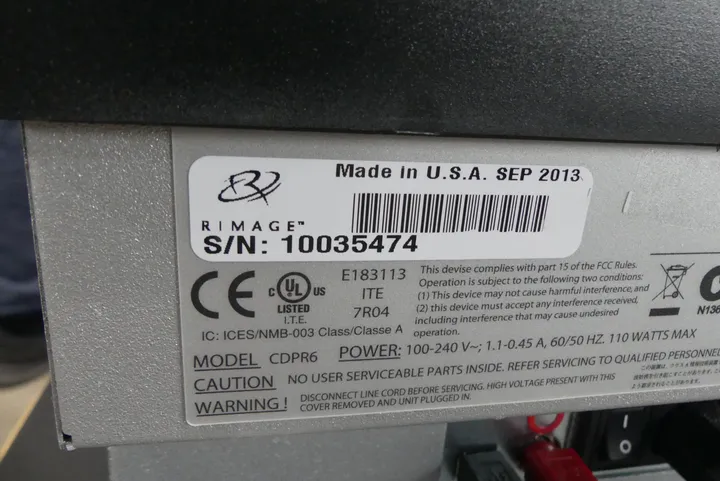 Made in U.S.A. SEP 2013
RIMAGE™
S/N: 10035474
CE
C UL US
LISTED
I.T.E.
E183113
ITE
7R04
This devise complies with part 15 of the FCC Rules.
Operation is subject to the following two conditions:
(1) This device may not cause harmful interference; and
(2) this device must accept any interference received,
including interference that may cause undesired
operation.
N136
IC: ICES/NMB-003 Class/Classe A
MODEL CDPR6 POWER: 100-240 V~; 1.1-0.45 A, 60/50 HZ. 110 WATTS MAX
CAUTION NO USER SERVICEABLE PARTS INSIDE. REFER SERVICING TO QUALIFIED PERSONNE
WARNING! DISCONNECT LINE CORD BEFORE SERVICING. HIGH VOLTAGE PRESENT WITH THIS
COVER REMOVED AND UNIT PLUGGED IN.